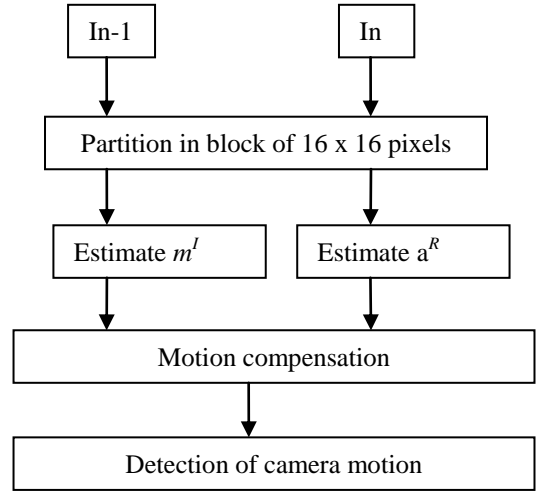 In-1
In
Partition in block of 16 x 16 pixels
Estimate m^I
Estimate a^R
Motion compensation
Detection of camera motion